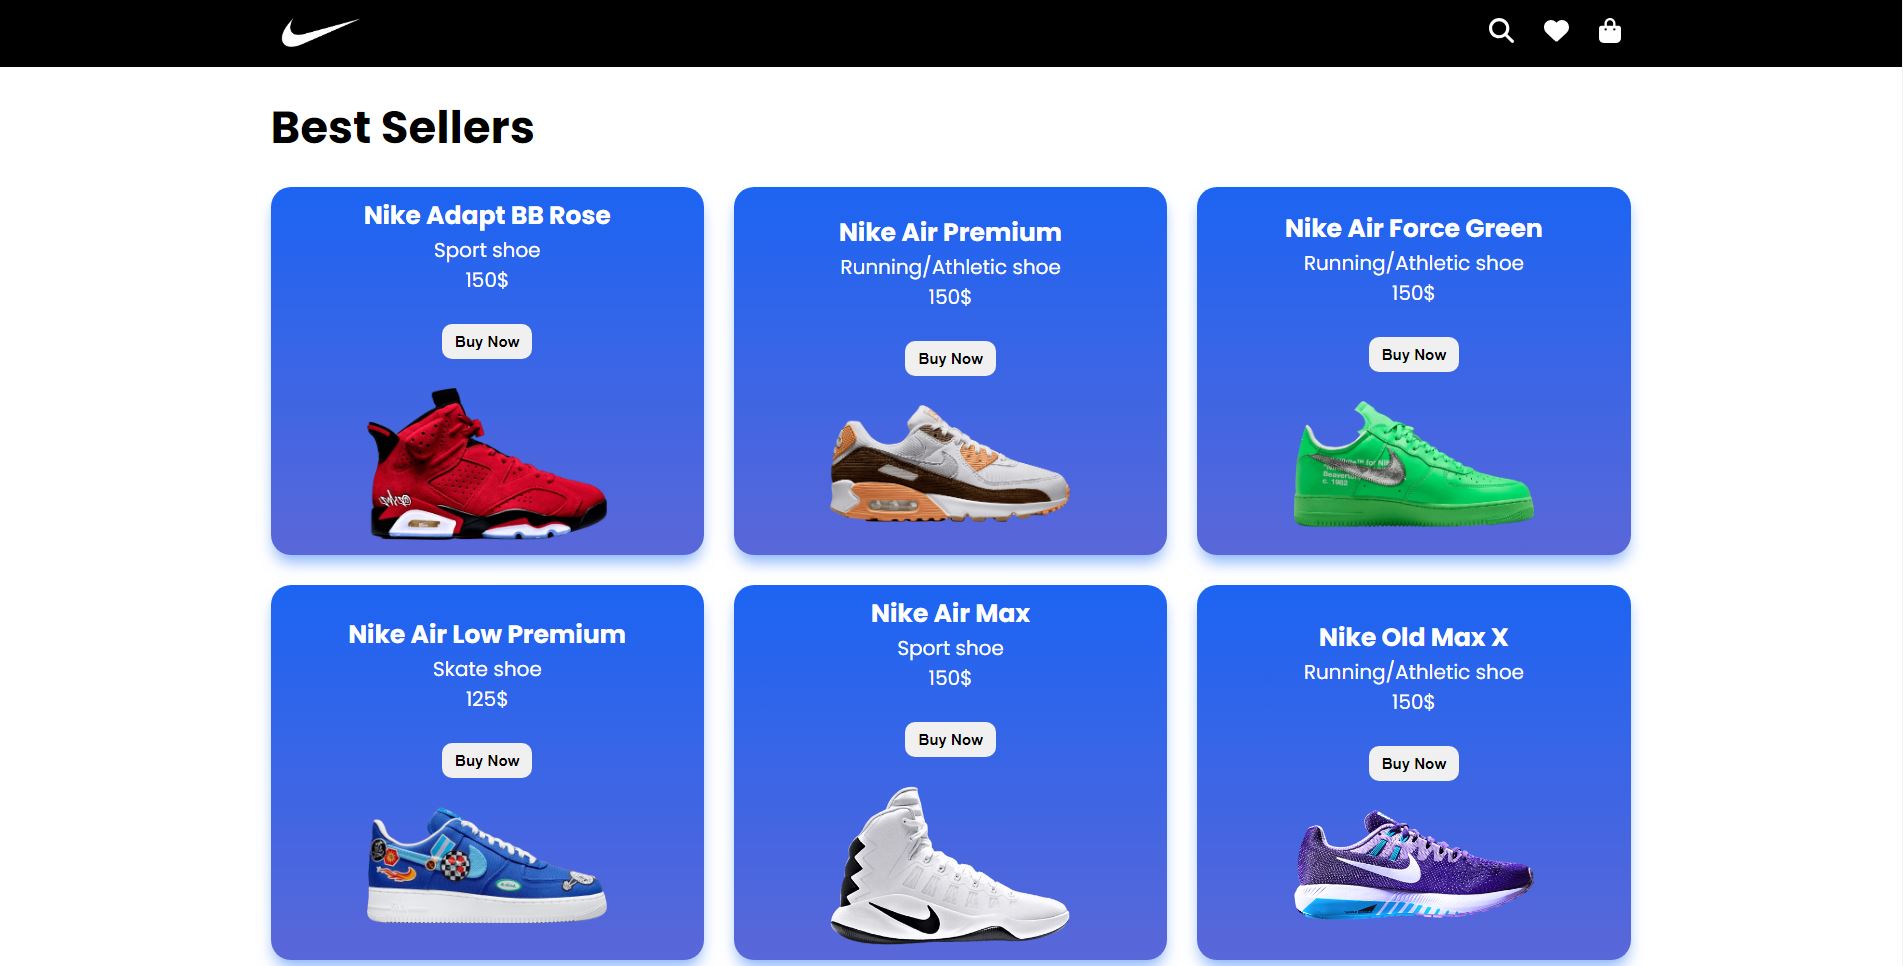 Best Sellers
Nike Adapt BB Rose
Sport shoe
150$
Buy Now
Nike Air Premium
Running/Athletic shoe
150$
Buy Now
Nike Air Force Green
Running/Athletic shoe
150$
Buy Now
c. 1982
Nike Air Low Premium
Skate shoe
125$
Buy Now
Nike Air Max
Sport shoe
150$
Buy Now
Nike Old Max X
Running/Athletic shoe
150$
Buy Now